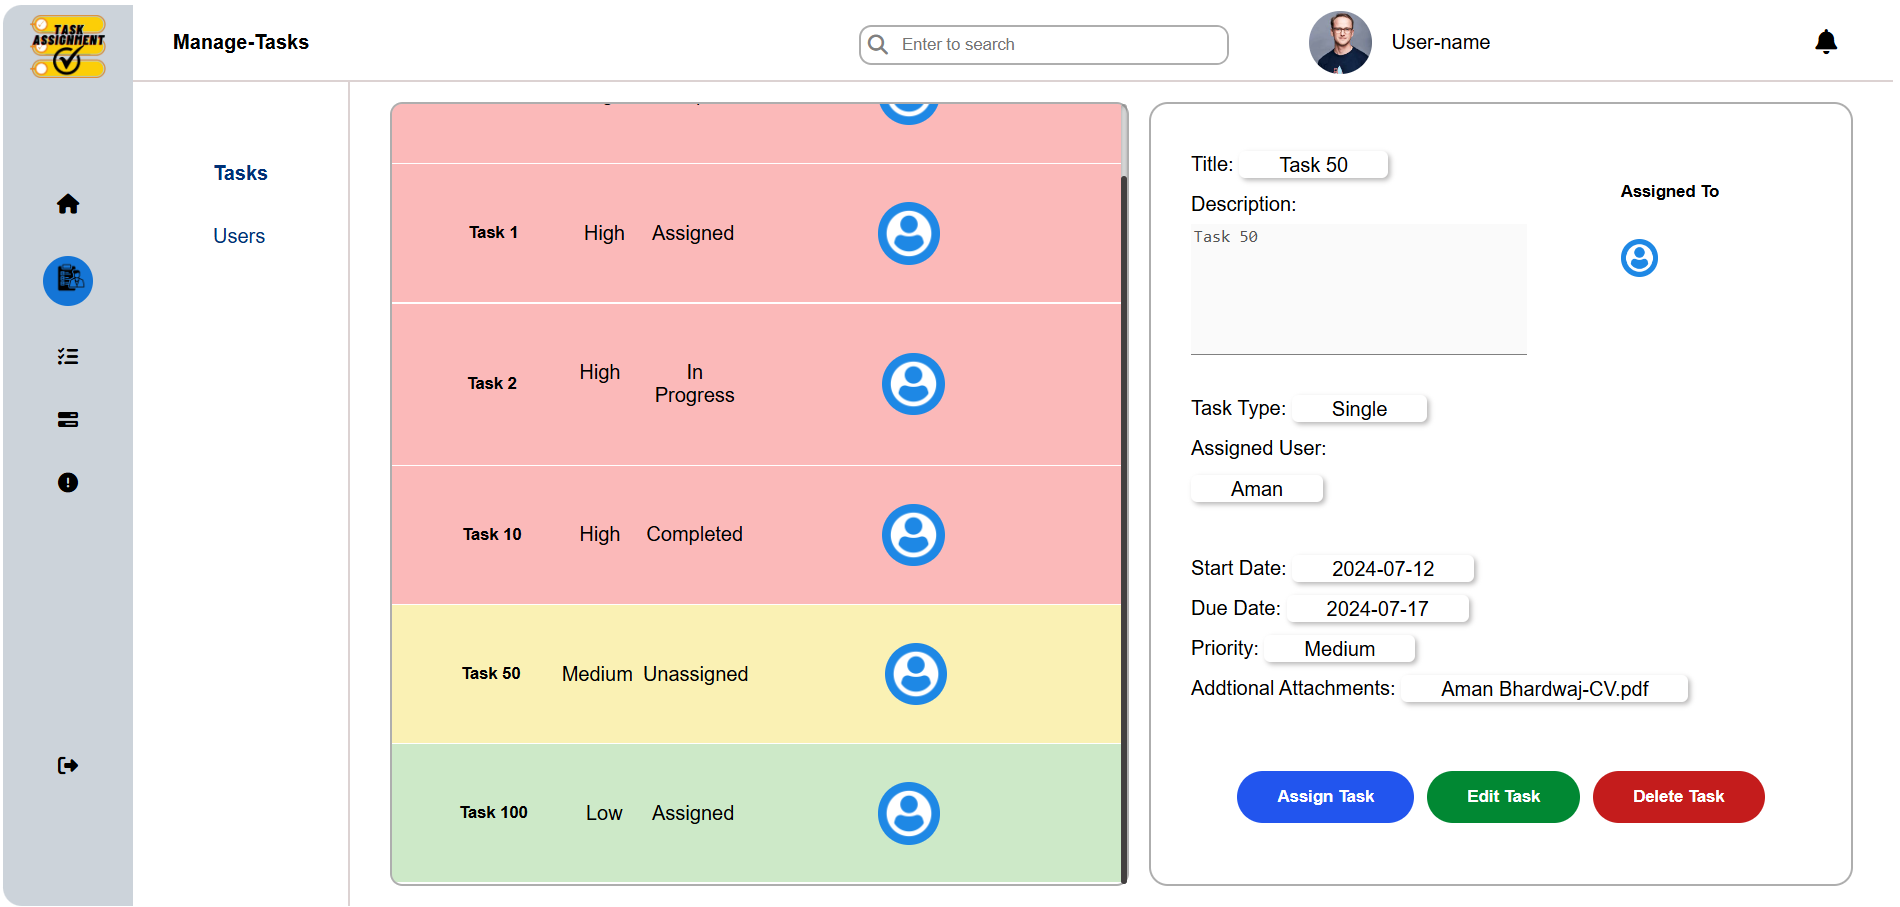 TASK
ASSIGNMENT
Manage-Tasks
Enter to search
User-name
Tasks
Users
Task 1 High Assigned
Task 2 High In
Progress
Task 10 High Completed
Task 50 Medium Unassigned
Task 100 Low Assigned
Title: Task 50
Assigned To
Description:
Task 50
Task Type: Single
Assigned User:
Aman
Start Date: 2024-07-12
Due Date: 2024-07-17
Priority: Medium
Addtional Attachments: Aman Bhardwaj-CV.pdf
Assign Task Edit Task Delete Task